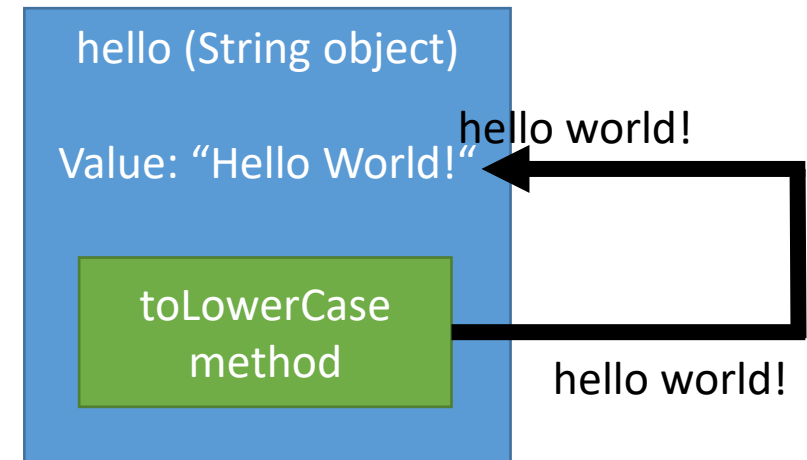 hello (String object)
hello world!
Value: “Hello World!“
toLowerCase
method
hello world!